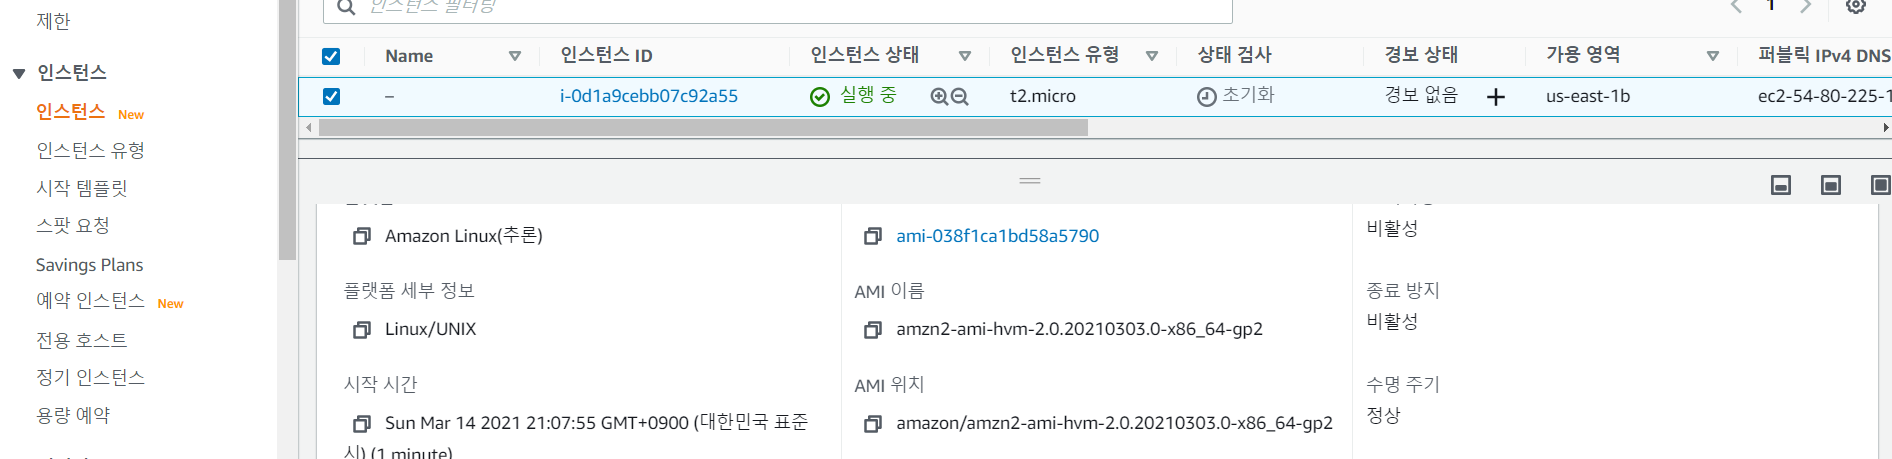 제한
인스턴스
인스턴스 New
인스턴스 유형
시작 템플릿
스팟 요청
Savings Plans
예약 인스턴스 New
전용 호스트
정기 인스턴스
용량 예약
인스턴스 필터링
1
Name 인스턴스 ID 인스턴스 상태 인스턴스 유형 상태 검사 경보 상태 가용 영역 퍼블릭 IPv4 DNS
– i-0d1a9cebb07c92a55 실행 중 t2.micro 초기화 경보 없음 + us-east-1b ec2-54-80-225-1
Amazon Linux(추론) ami-038f1ca1bd58a5790 비활성
플랫폼 세부 정보 AMI 이름 종료 방지
Linux/UNIX amzn2-ami-hvm-2.0.20210303.0-x86_64-gp2 비활성
시작 시간 AMI 위치 수명 주기
Sun Mar 14 2021 21:07:55 GMT+0900 (대한민국 표준 amazon/amzn2-ami-hvm-2.0.20210303.0-x86_64-gp2 정상
시) (1 minute)